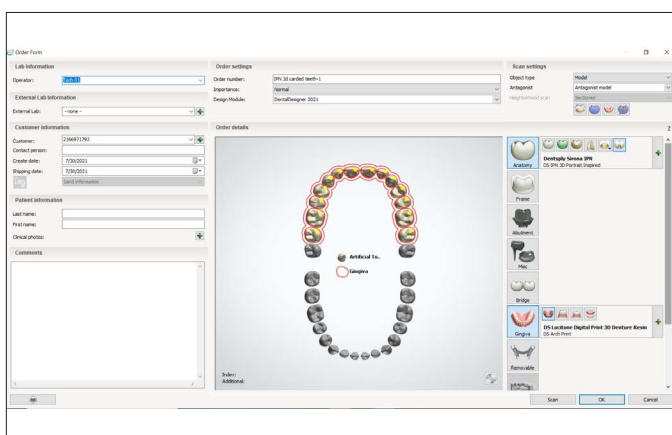 Order Form
Lab information
Operator:
External Lab Information
External Lab:
- none -
Customer information
Customer:
2166971793
Contact person:
Create date:
7/30/2021
Shipping date:
7/30/2021
Send information
Patient information
Last name:
First name:
Clinical photos:
Comments
Order settings
Order number:
IPN 3d carded teeth=1
Importance:
Normal
Design Module:
DentalDesigner 2021
Scan settings
Object type
Model
Antagonist
Antagonist model
Neighborhood scan
Sectioned
Order details
?
Artificial To..
Gingiva
Index:
Additional:
Anatomy
Dentsply Sirona IPN
DS IPN 3D Portrait Inspired
Frame
Abutment
Misc
Bridge
Gingiva
DS Lucitone Digital Print 3D Denture Resin
DS Arch Print
Removable
Scan
OK
Cancel